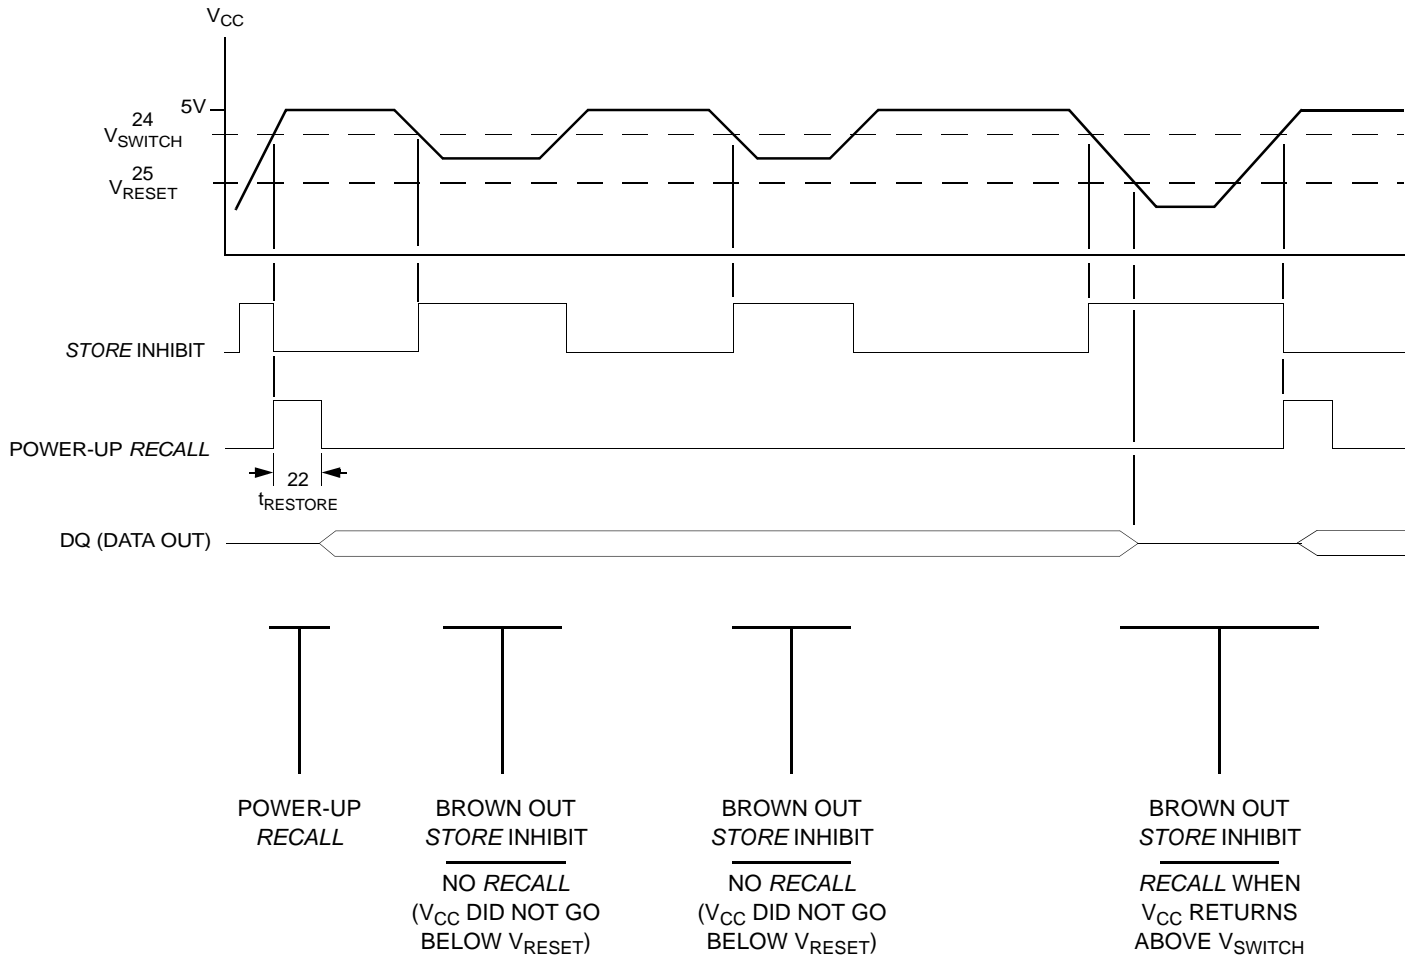 VCC
5V
24
VSWITCH
25
VRESET
STORE INHIBIT
POWER-UP RECALL
22
tRESTORE
DQ (DATA OUT)
POWER-UP
RECALL
BROWN OUT
STORE INHIBIT
NO RECALL
(VCC DID NOT GO
BELOW VRESET)
BROWN OUT
STORE INHIBIT
NO RECALL
(VCC DID NOT GO
BELOW VRESET)
BROWN OUT
STORE INHIBIT
RECALL WHEN
VCC RETURNS
ABOVE VSWITCH